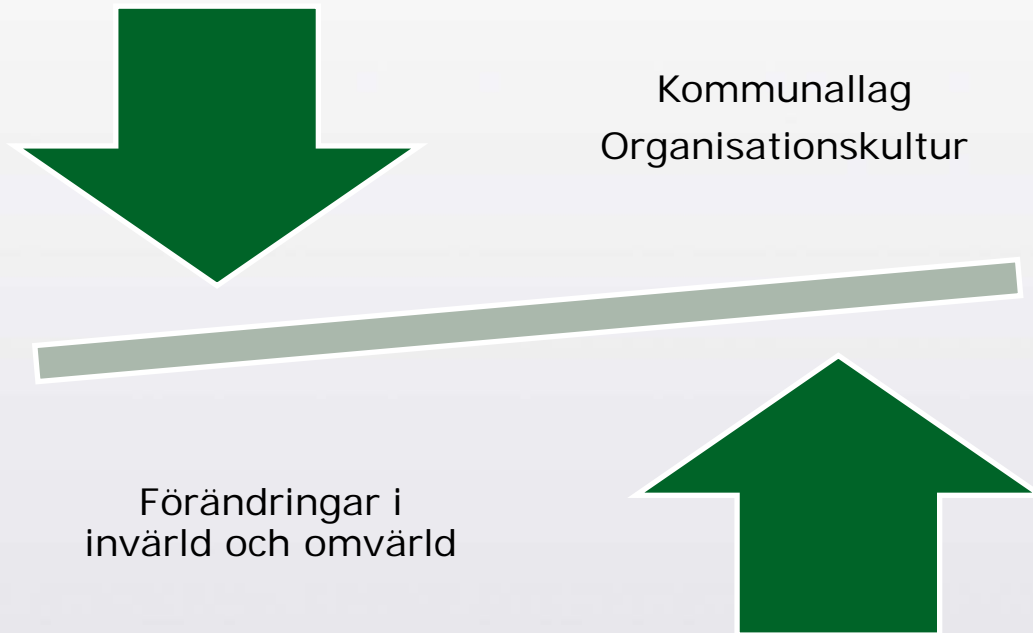 Kommunallag
Organisationskultur
Förändringar i
invärld och omvärld